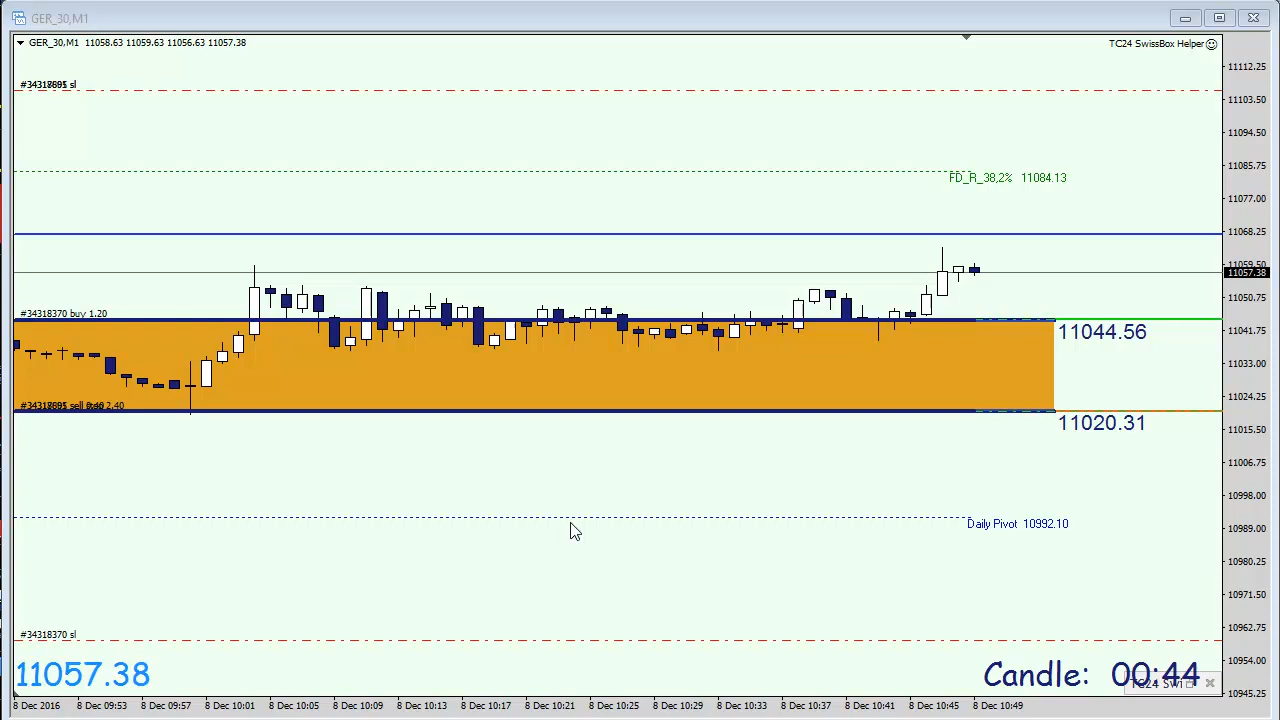 GER_30,M1
GER_30,M1 11058.63 11059.63 11056.63 11057.38
TC24 SwissBox Helper
sl
FD_R_38,2% 11084.13
#34318370 buy 1.20
11044.56
sell
2.40
11020.31
Daily Pivot 10992.10
#34318370 sl
11057.38
Candle: 00:44
TC24 Swi
11112.25
11103.50
11094.50
11085.75
11077.00
11068.25
11059.50
11057.38
11050.75
11041.75
11033.00
11024.25
11015.50
11006.75
10998.00
10989.00
10980.25
10971.50
10962.75
10954.00
10945.25
8 Dec 2016 8 Dec 09:53 8 Dec 09:57 8 Dec 10:01 8 Dec 10:05 8 Dec 10:09 8 Dec 10:13 8 Dec 10:17 8 Dec 10:21 8 Dec 10:25 8 Dec 10:29 8 Dec 10:33 8 Dec 10:37 8 Dec 10:41 8 Dec 10:45 8 Dec 10:49